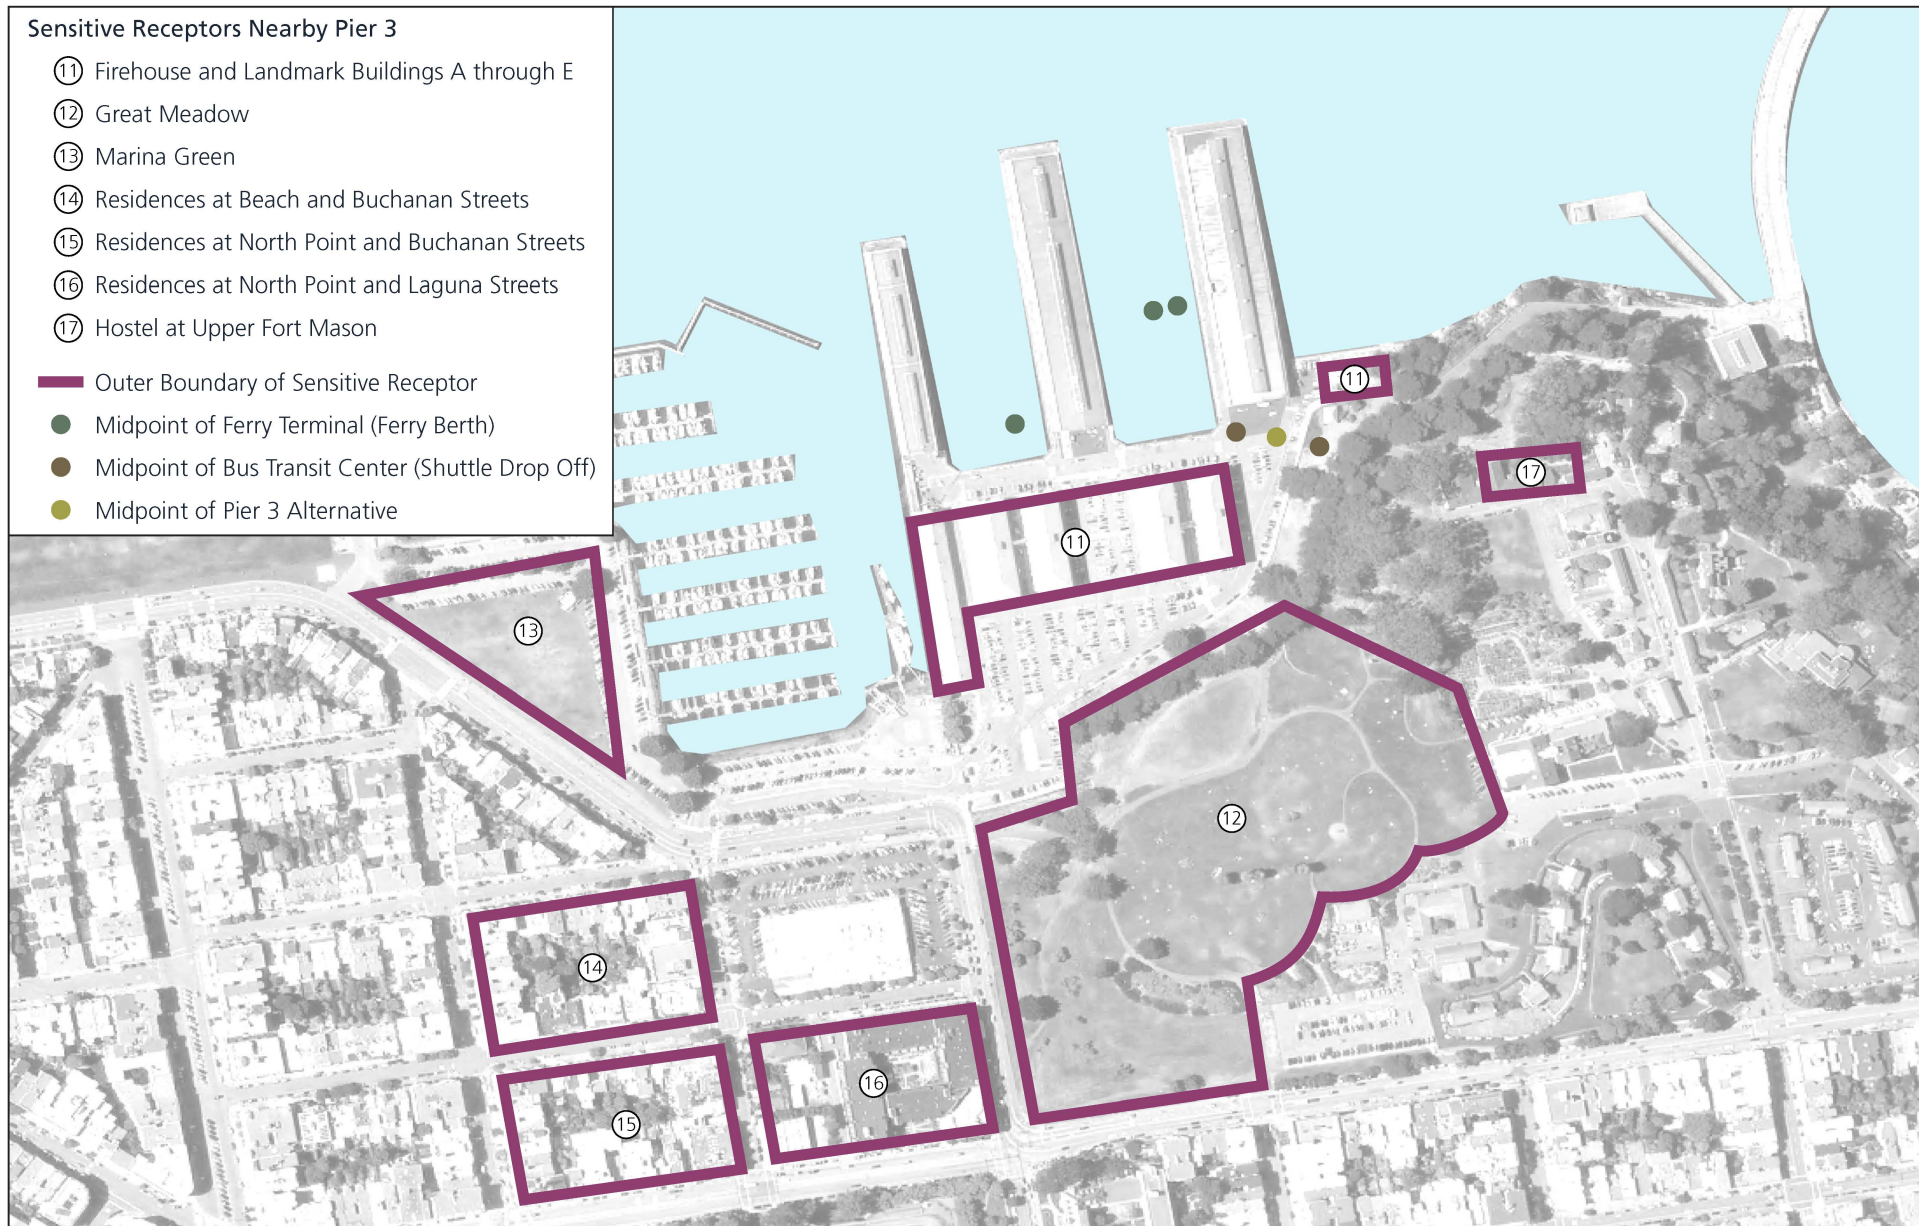 Sensitive Receptors Nearby Pier 3
11 Firehouse and Landmark Buildings A through E
12 Great Meadow
13 Marina Green
14 Residences at Beach and Buchanan Streets
15 Residences at North Point and Buchanan Streets
16 Residences at North Point and Laguna Streets
17 Hostel at Upper Fort Mason
Outer Boundary of Sensitive Receptor
Midpoint of Ferry Terminal (Ferry Berth)
Midpoint of Bus Transit Center (Shuttle Drop Off)
Midpoint of Pier 3 Alternative
11
17
11
13
12
14
16
15